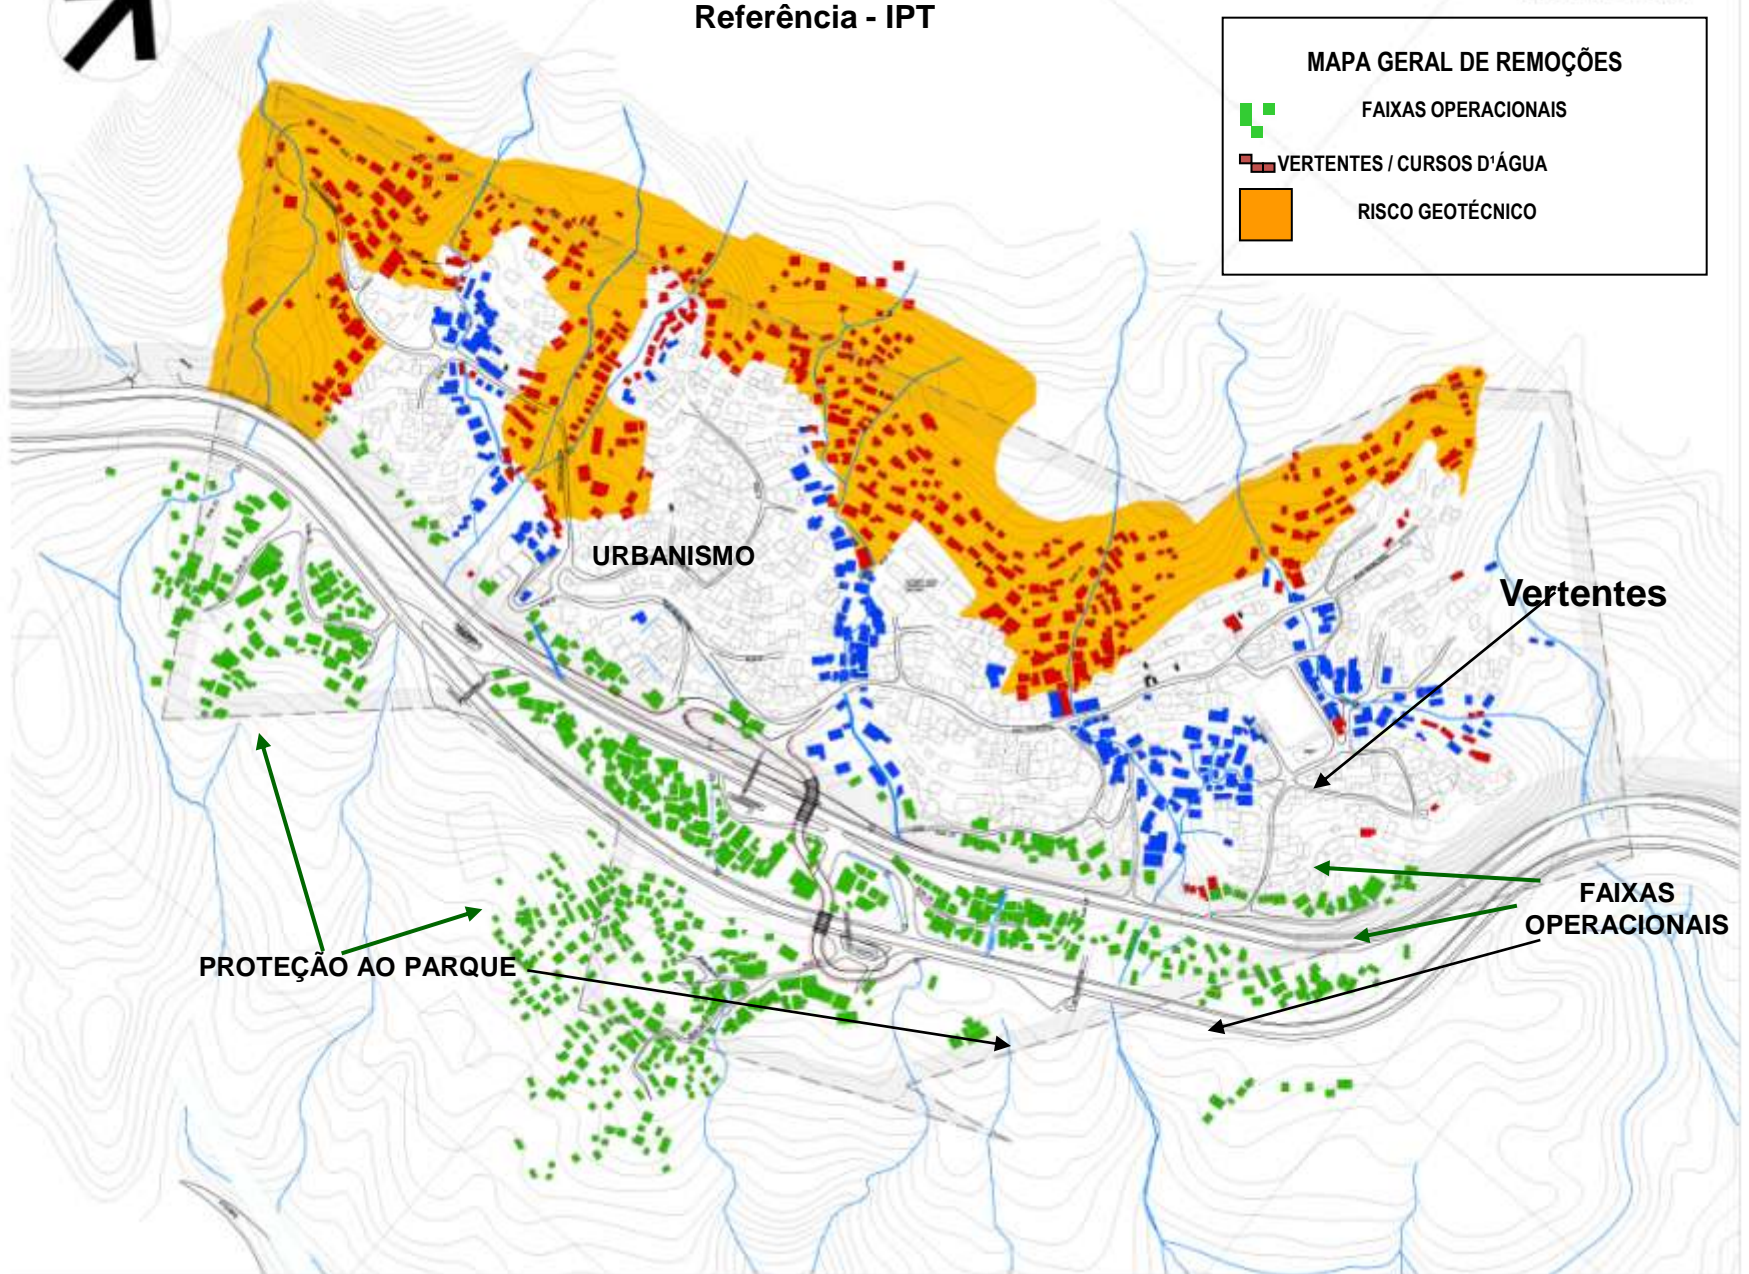 Referência - IPT
MAPA GERAL DE REMOÇÕES
FAIXAS OPERACIONAIS
VERTENTES / CURSOS D'ÁGUA
RISCO GEOTÉCNICO
URBANISMO
Vertentes
FAIXAS
OPERACIONAIS
PROTEÇÃO AO PARQUE